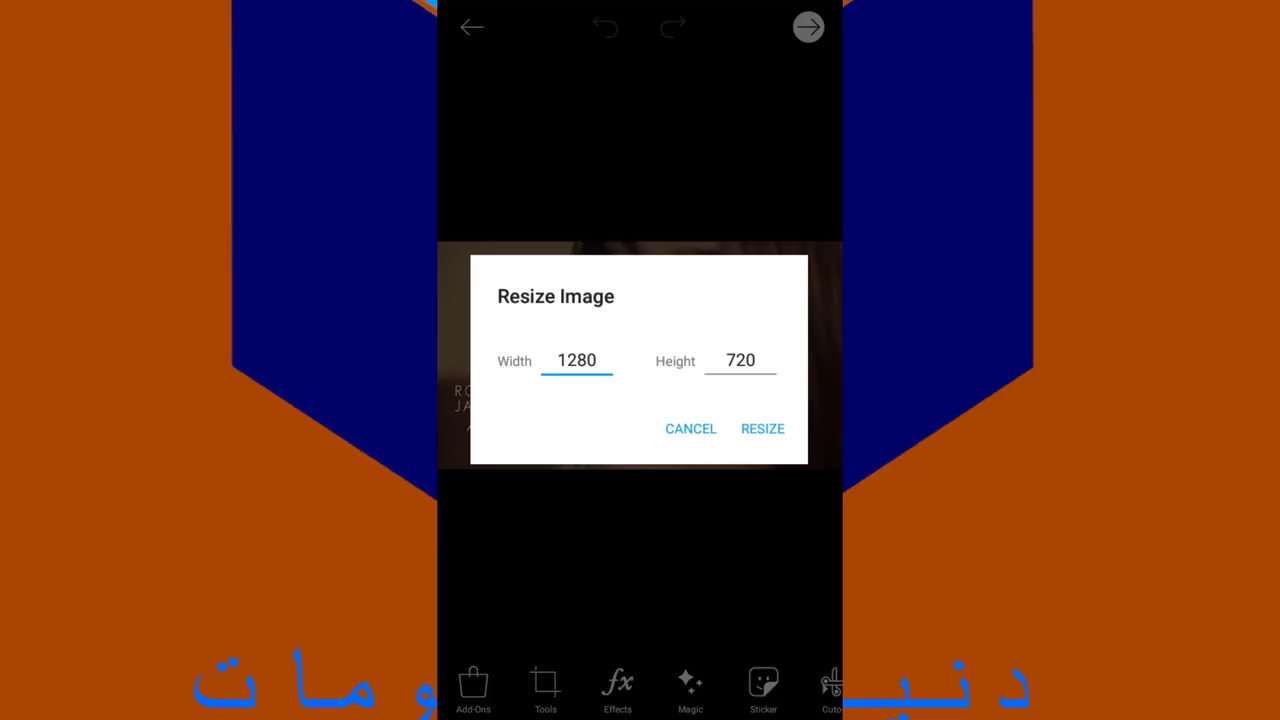 Resize Image
Width 1280 Height 720
CANCEL RESIZE
Add-Ons Tools Effects Magic Sticker